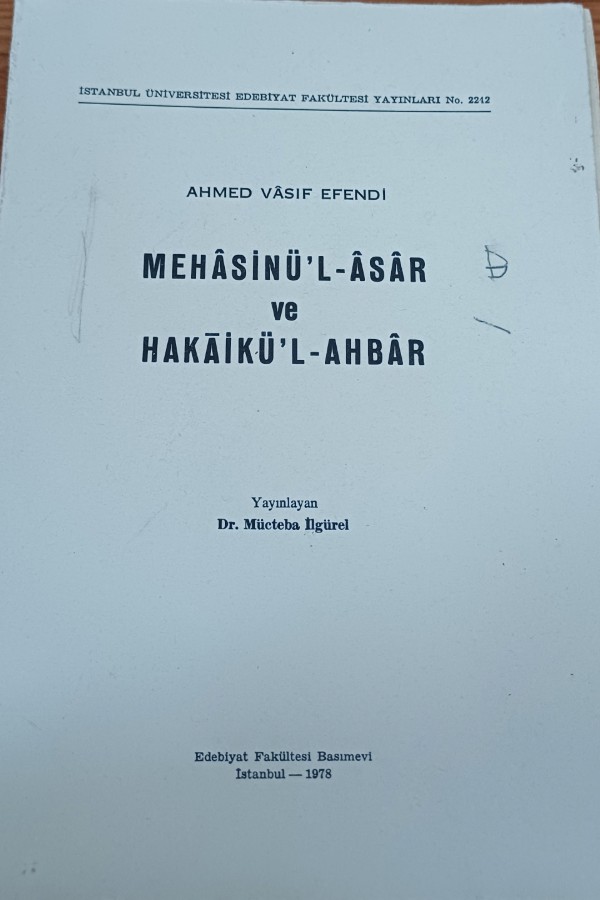 İSTANBUL ÜNİVERSİTESİ EDEBİYAT FAKÜLTESİ YAYINLARI No. 2242
AHMED VÂSIF EFENDİ
MEHÂSİNÜ'L-ÂSÂR
ve
HAKĀİKÜ'L-AHBÂR
Yayınlayan
Dr. Mücteba İlgürel
Edebiyat Fakültesi Basımevi
İstanbul — 1978